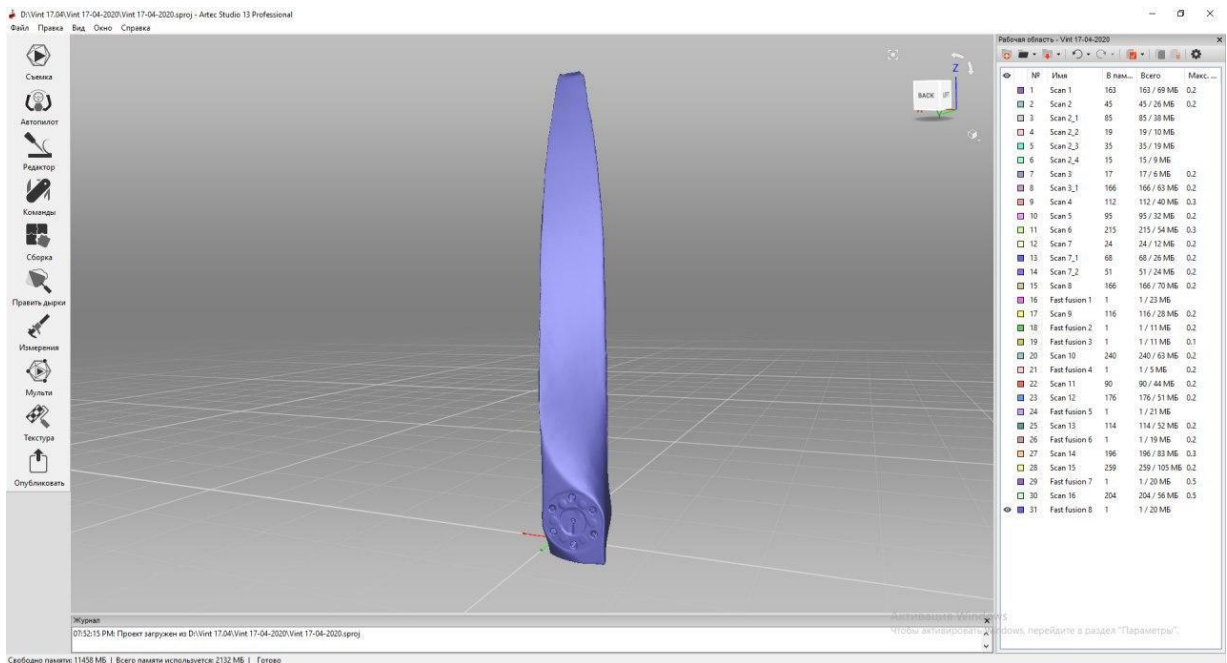 D:\Vint 17.04\Vint 17-04-2020\Vint 17-04-2020.sproj - Artec Studio 13 Professional
Файл Правка Вид Окно Справка
Съемка
Автопилот
Редактор
Команды
Сборка
Править дырки
Измерения
Мульти
Текстура
Опубликовать
Z
BACK
Рабочая область - Vint 17-04-2020
№ Имя В пам... Всего Макс. ...
1 Scan 1 163 163 / 69 МБ 0.2
2 Scan 2 45 45 / 26 МБ 0.2
3 Scan 2_1 85 85 / 38 МБ
4 Scan 2_2 19 19 / 10 МБ
5 Scan 2_3 35 35 / 19 МБ
6 Scan 2_4 15 15 / 9 МБ
7 Scan 3 17 17 / 6 МБ 0.2
8 Scan 3_1 166 166 / 63 МБ 0.2
9 Scan 4 112 112 / 40 МБ 0.3
10 Scan 5 95 95 / 32 МБ 0.2
11 Scan 6 215 215 / 54 МБ 0.3
12 Scan 7 24 24 / 12 МБ 0.2
13 Scan 7_1 68 68 / 26 МБ 0.2
14 Scan 7_2 51 51 / 24 МБ 0.2
15 Scan 8 166 166 / 70 МБ 0.2
16 Fast fusion 1 1 1 / 23 МБ
17 Scan 9 116 116 / 28 МБ 0.2
18 Fast fusion 2 1 1 / 11 МБ 0.2
19 Fast fusion 3 1 1 / 11 МБ 0.1
20 Scan 10 240 240 / 63 МБ 0.2
21 Fast fusion 4 1 1 / 5 МБ 0.2
22 Scan 11 90 90 / 44 МБ 0.2
23 Scan 12 176 176 / 51 МБ 0.2
24 Fast fusion 5 1 1 / 21 МБ
25 Scan 13 114 114 / 52 МБ 0.2
26 Fast fusion 6 1 1 / 19 МБ 0.2
27 Scan 14 196 196 / 83 МБ 0.3
28 Scan 15 259 259 / 105 МБ 0.2
29 Fast fusion 7 1 1 / 20 МБ 0.5
30 Scan 16 204 204 / 56 МБ 0.5
31 Fast fusion 8 1 1 / 20 МБ
Активация Windows
Чтобы активировать Windows, перейдите в раздел "Параметры".
Журнал
07:52:15 PM: Проект загружен из D:\Vint 17.04\Vint 17-04-2020\Vint 17-04-2020.sproj
Свободно памяти: 11458 МБ | Всего памяти используется: 2132 МБ | Готово